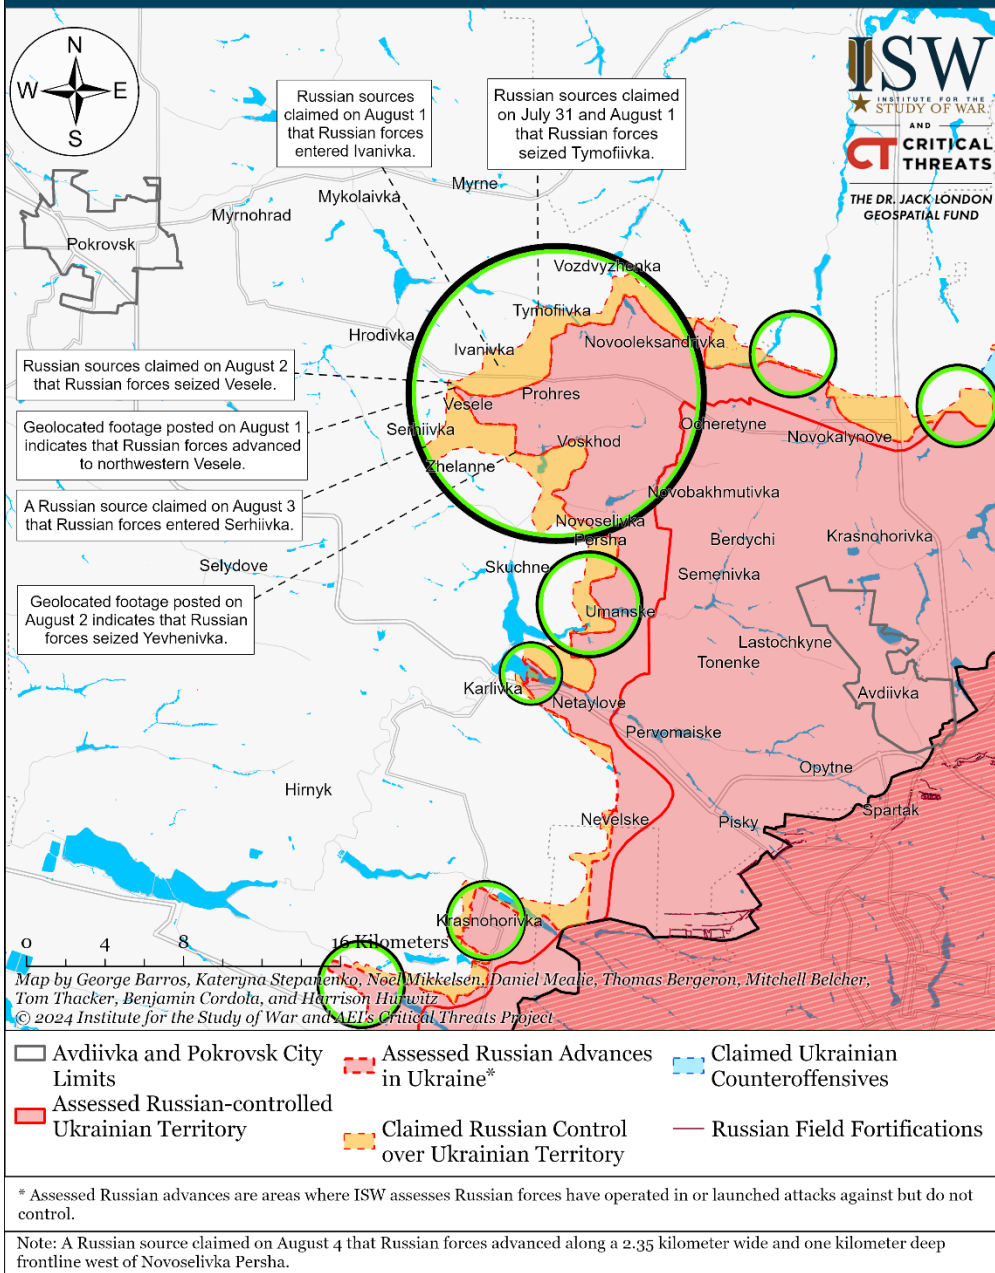 N
W
E
S
ISW
INSTITUTE FOR THE
STUDY OF WAR
AND
CT CRITICAL
THREATS
THE DR. JACK LONDON
GEOSPATIAL FUND
Russian sources
claimed on August 1
that Russian forces
entered Ivanivka.
Russian sources claimed
on July 31 and August 1
that Russian forces
seized Tymofiivka.
Myrne
Mykolaivka
Myrnohrad
Pokrovsk
Vozdvyzhenka
Tymofiivka
Hrodivka
Novooleksandrivka
Ivanivka
Russian sources claimed on August 2
that Russian forces seized Vesele.
Prohres
Vesele
Geolocated footage posted on August 1
indicates that Russian forces advanced
to northwestern Vesele.
Serhiivka
Ocheretyne
Novokalynove
Voskhod
Zhelanne
A Russian source claimed on August 3
that Russian forces entered Serhiivka.
Novobakhmutivka
Novoselivka
Persha
Berdychi
Krasnohorivka
Selydove
Skuchne
Semenivka
Geolocated footage posted on
August 2 indicates that Russian
forces seized Yevhenivka.
Umanske
Lastochkyne
Tonenke
Karlivka
Netaylove
Avdiivka
Pervomaiske
Opytne
Hirnyk
Nevelske
Pisky
Spartak
Krasnohorivka
0 4 8 16 Kilometers
Map by George Barros, Kateryna Stepanenko, Noel Mikkelsen, Daniel Mealie, Thomas Bergeron, Mitchell Belcher,
Tom Thacker, Benjamin Cordola, and Harrison Hurwitz
© 2024 Institute for the Study of War and AEI's Critical Threats Project
Avdiivka and Pokrovsk City
Limits
Assessed Russian-controlled
Ukrainian Territory
Assessed Russian Advances
in Ukraine*
Claimed Russian Control
over Ukrainian Territory
Claimed Ukrainian
Counteroffensives
Russian Field Fortifications
* Assessed Russian advances are areas where ISW assesses Russian forces have operated in or launched attacks against but do not
control.
Note: A Russian source claimed on August 4 that Russian forces advanced along a 2.35 kilometer wide and one kilometer deep
frontline west of Novoselivka Persha.